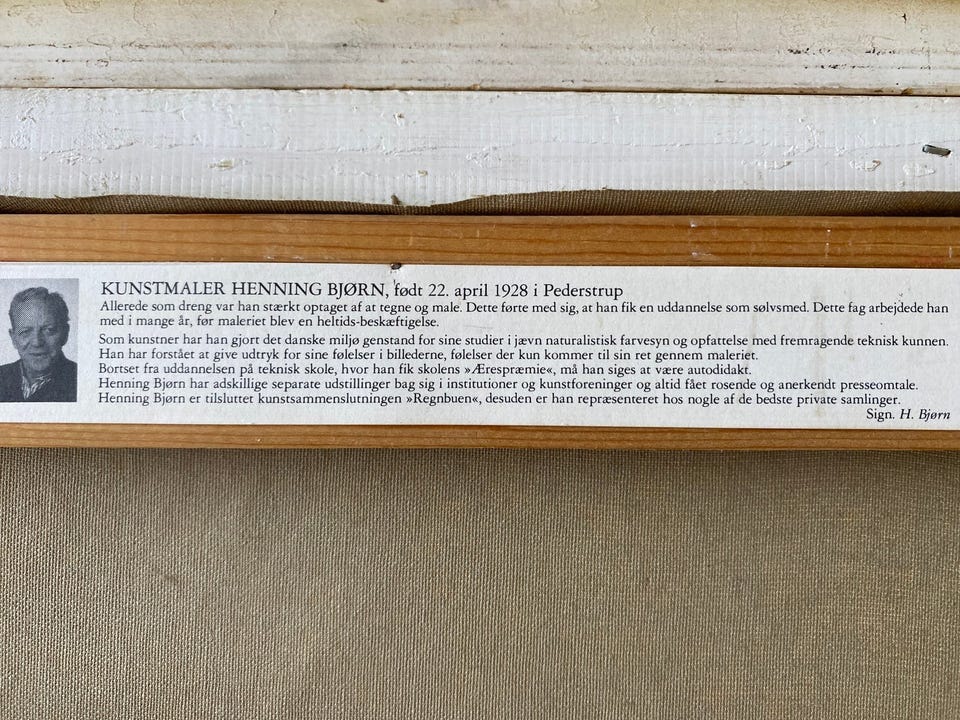 KUNSTMALER HENNING BJØRN, født 22. april 1928 i Pederstrup
Allerede som dreng var han stærkt optaget af at tegne og male. Dette førte med sig, at han fik en uddannelse som sølvsmed. Dette fag arbejdede han
med i mange år, før maleriet blev en heltids-beskæftigelse.
Som kunstner har han gjort det danske miljø genstand for sine studier i jævn naturalistisk farvesyn og opfattelse med fremragende teknisk kunnen.
Han har forstået at give udtryk for sine følelser i billederne, følelser der kun kommer til sin ret gennem maleriet.
Bortset fra uddannelsen på teknisk skole, hvor han fik skolens »Ærespræmie«, må han siges at være autodidakt.
Henning Bjørn har adskillige separate udstillinger bag sig i institutioner og kunstforeninger og altid fået rosende og anerkendt presseomtale.
Henning Bjørn er tilsluttet kunstsammenslutningen »Regnbuen«, desuden er han repræsenteret hos nogle af de bedste private samlinger.
Sign. H. Bjørn